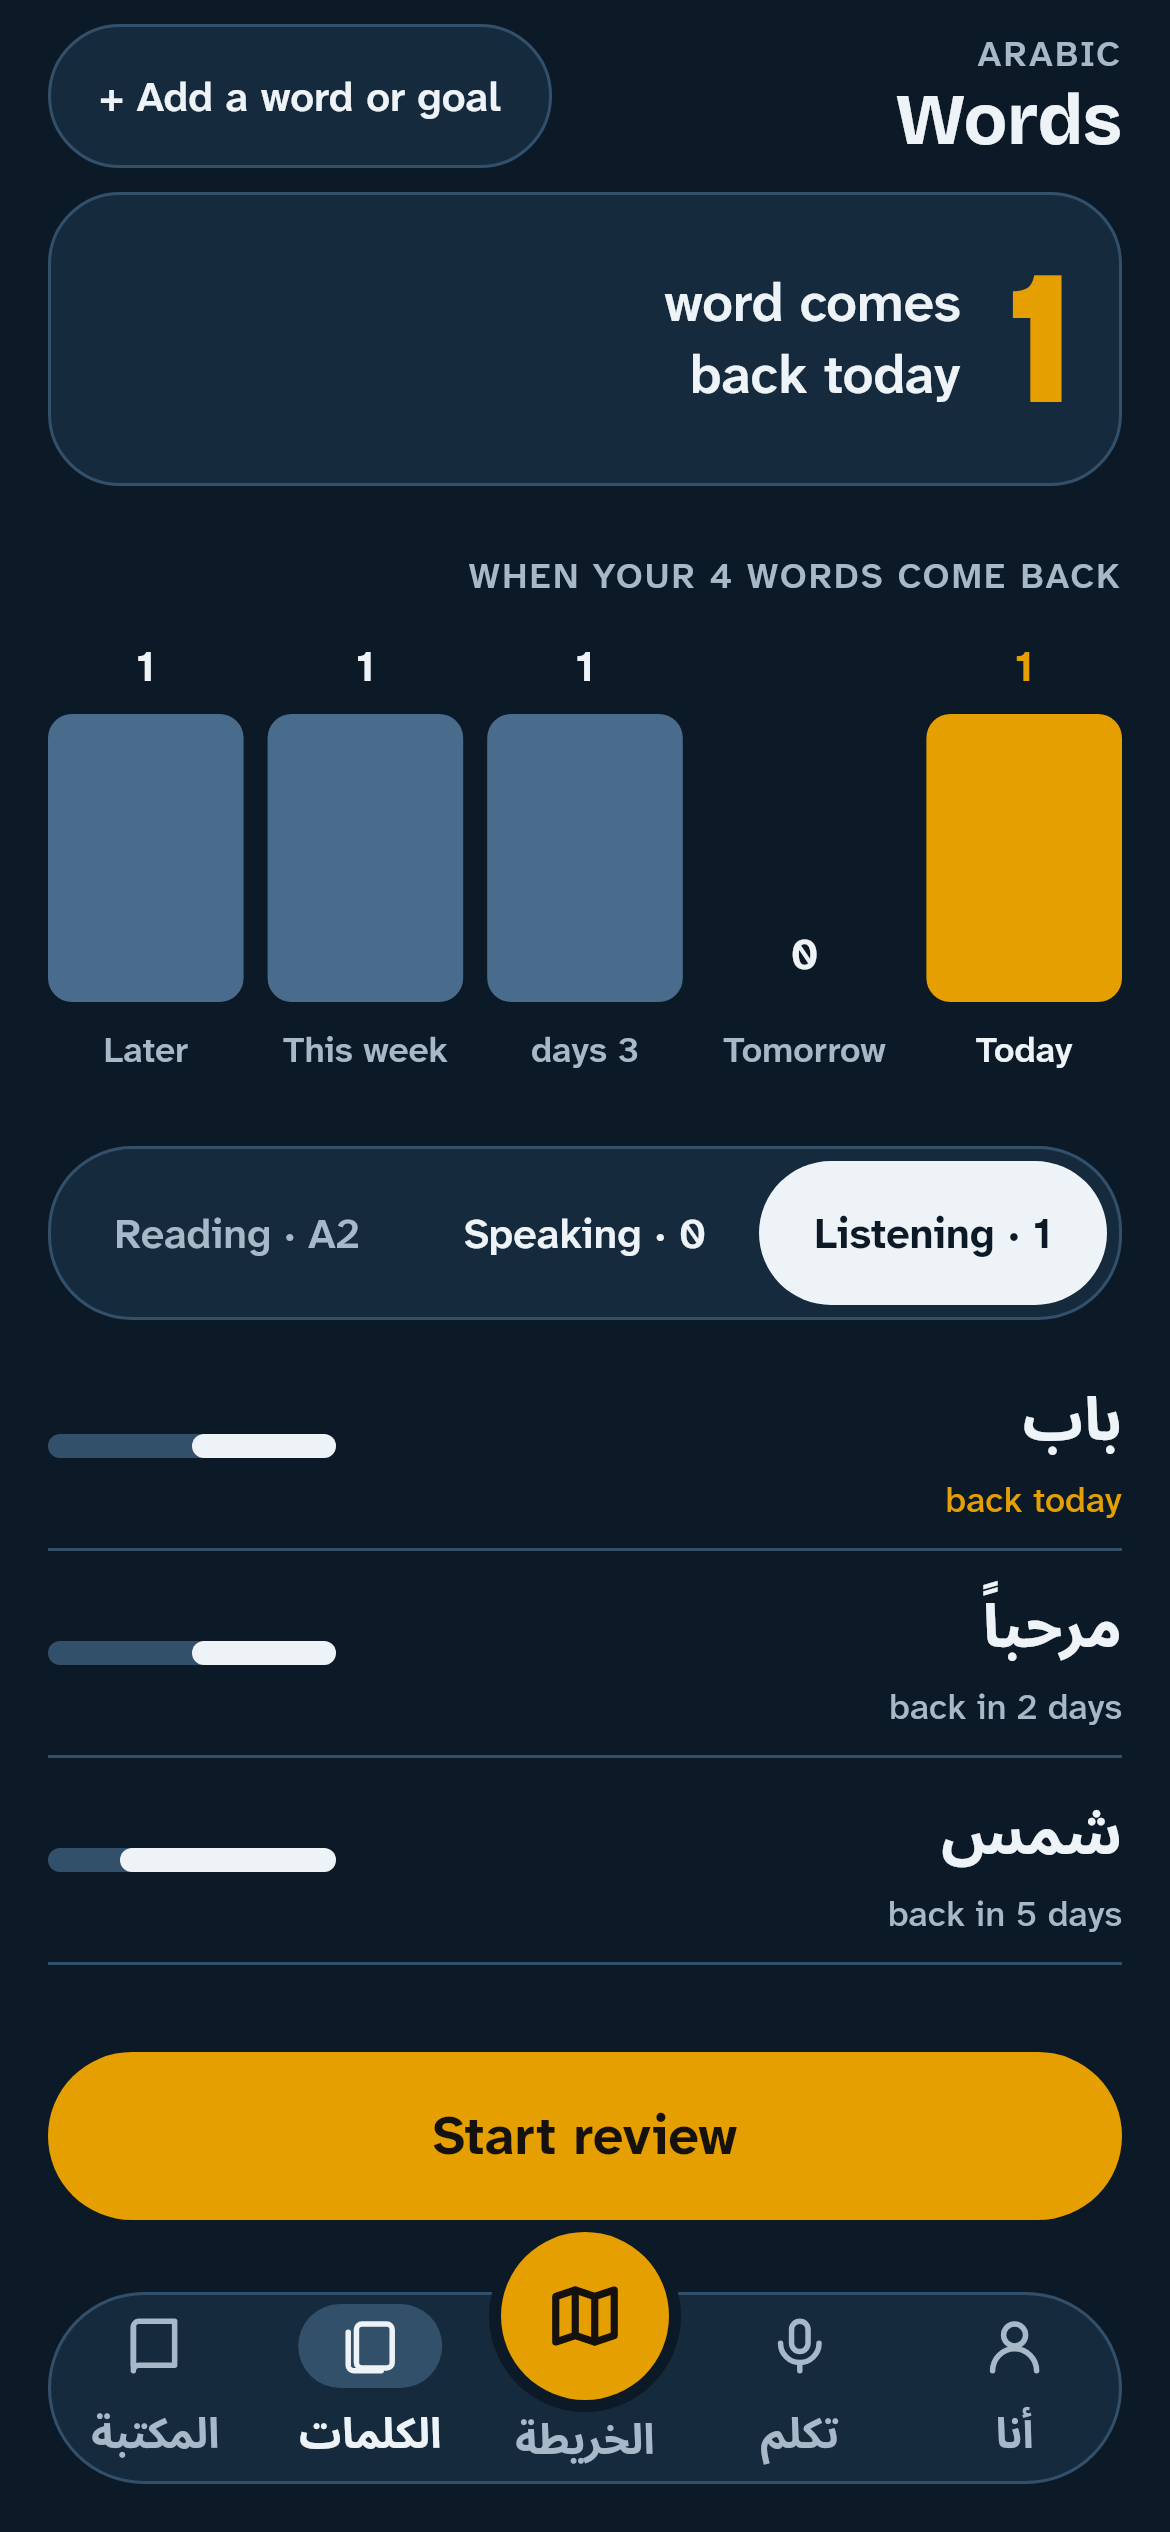 ARABIC
Words
+ Add a word or goal
1
word comes
back today
WHEN YOUR 4 WORDS COME BACK
1
1
1
0
1
Today
Tomorrow
days 3
This week
Later
Listening · 1
Speaking · 0
Reading · A2
باب
back today
مرحباً
back in 2 days
شمس
back in 5 days
Start review
أنا
تكلم
الخريطة
الكلمات
المكتبة